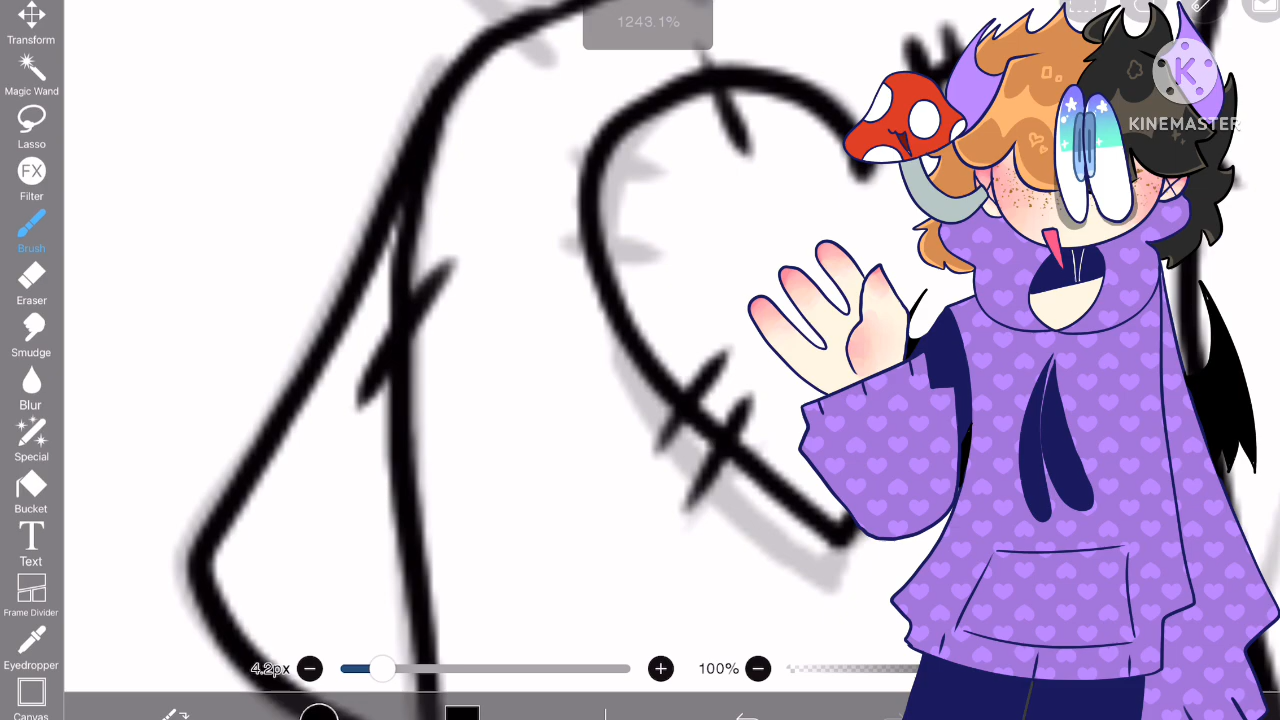 1243.1%
Transform
Magic Wand
Lasso
FX
Filter
Brush
Eraser
Smudge
Blur
Special
Bucket
T
Text
Frame Divider
Eyedropper
Canvas
4.2px
100%
K
KINEMASTER